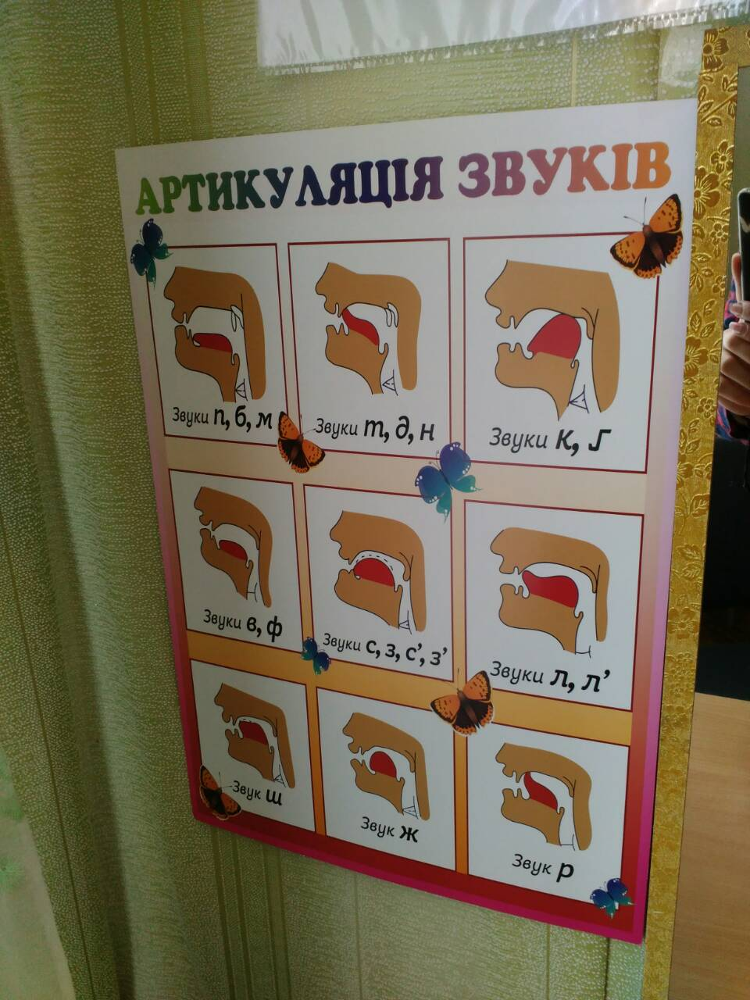 АРТИКУЛЯЦІЯ ЗВУКІВ
Звуки п, б, м
Звуки т, д, н
Звуки к, ґ
Звуки в, ф
Звуки с, з, с’, з’
Звуки л, л’
Звук ш
Звук ж
Звук р